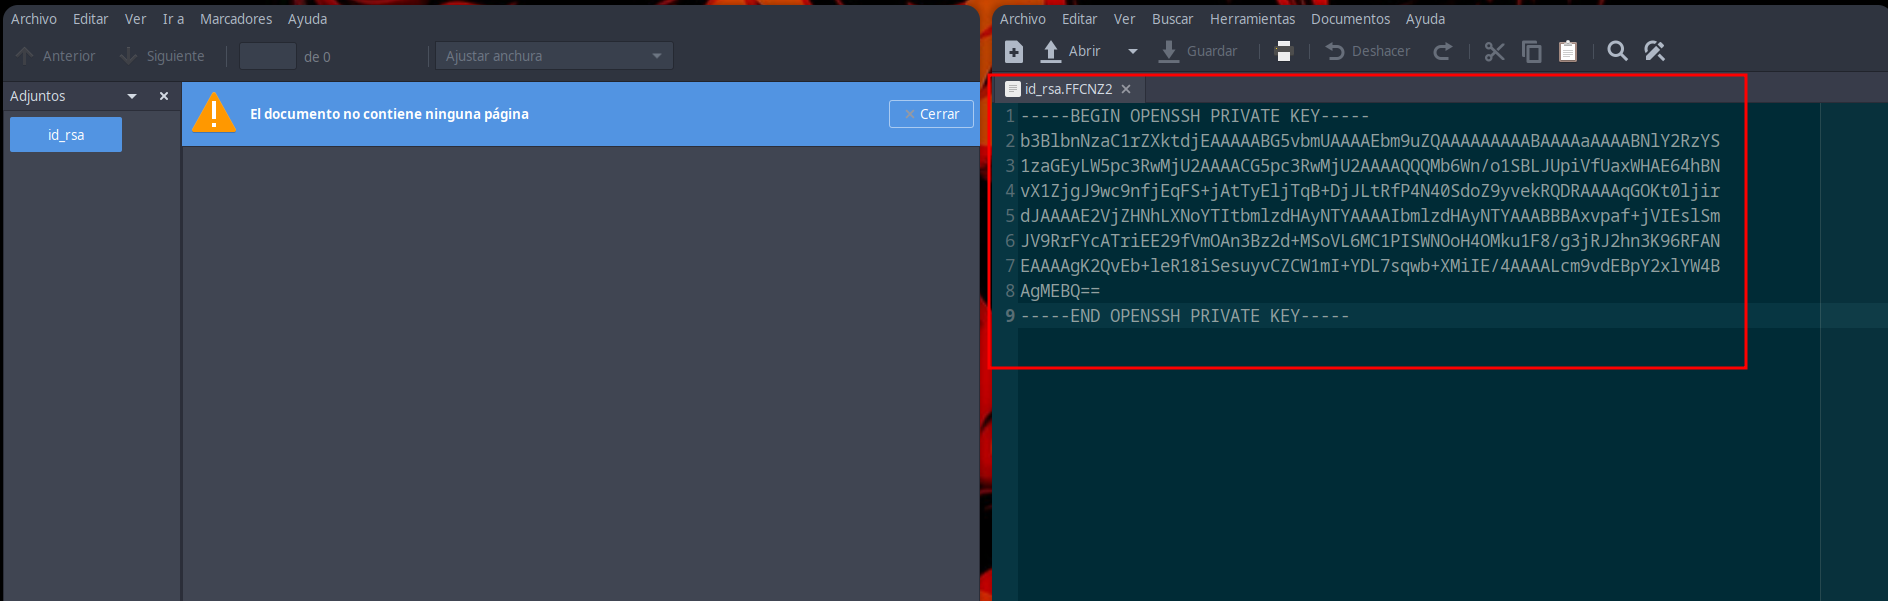 Archivo Editar Ver Ir a Marcadores Ayuda
Anterior Siguiente de 0 Ajustar anchura
Adjuntos
id_rsa
El documento no contiene ninguna página
Cerrar
Archivo Editar Ver Buscar Herramientas Documentos Ayuda
Abrir Guardar Deshacer
id_rsa.FFCNZ2
1 -----BEGIN OPENSSH PRIVATE KEY-----
2 b3BlbnNzaC1rZXktdjEAAAAABG5vbmUAAAAEbm9uZQAAAAAAAAABAAAAaAAAABNlY2RzYS
3 1zaGEyLW5pc3RwMjU2AAAACG5pc3RwMjU2AAAAQQQMb6Wn/o1SBLJUpiVfUaxWHAE64hBN
4 vX1ZjgJ9wc9nfjEqFS+jAtTyEljTqB+DjJLtRfP4N40SdoZ9yvekRQDRAAAAqGOKt0ljir
5 dJAAAAE2VjZHNhLXNoYTItbmlzdHAyNTYAAAAIbmlzdHAyNTYAAABBBAxvpaf+jVIEslSm
6 JV9RrFYcATriEE29fVmOAn3Bz2d+MSoVL6MC1PISWNOoH4OMku1F8/g3jRJ2hn3K96RFAN
7 EAAAAgK2QvEb+leR18iSesuyvCZCW1mI+YDL7sqwb+XMiIE/4AAAALcm9vdEBpY2xlYW4B
8 AgMEBQ==
9 -----END OPENSSH PRIVATE KEY-----